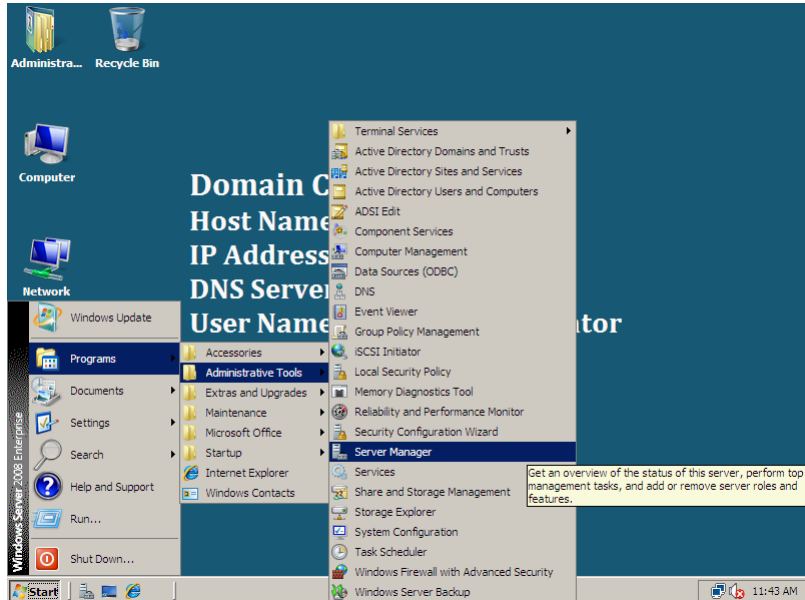 Administra...
Recycle Bin
Computer
Network
Domain C
Host Name
IP Address
DNS Server
User Name
tor
Windows Update
Programs
Documents
Settings
Search
Help and Support
Run...
Shut Down...
Windows Server 2008 Enterprise
Accessories
Administrative Tools
Extras and Upgrades
Maintenance
Microsoft Office
Startup
Internet Explorer
Windows Contacts
Terminal Services
Active Directory Domains and Trusts
Active Directory Sites and Services
Active Directory Users and Computers
ADSI Edit
Component Services
Computer Management
Data Sources (ODBC)
DNS
Event Viewer
Group Policy Management
iSCSI Initiator
Local Security Policy
Memory Diagnostics Tool
Reliability and Performance Monitor
Security Configuration Wizard
Server Manager
Services
Share and Storage Management
Storage Explorer
System Configuration
Task Scheduler
Windows Firewall with Advanced Security
Windows Server Backup
Get an overview of the status of this server, perform top
management tasks, and add or remove server roles and
features.
Start
11:43 AM